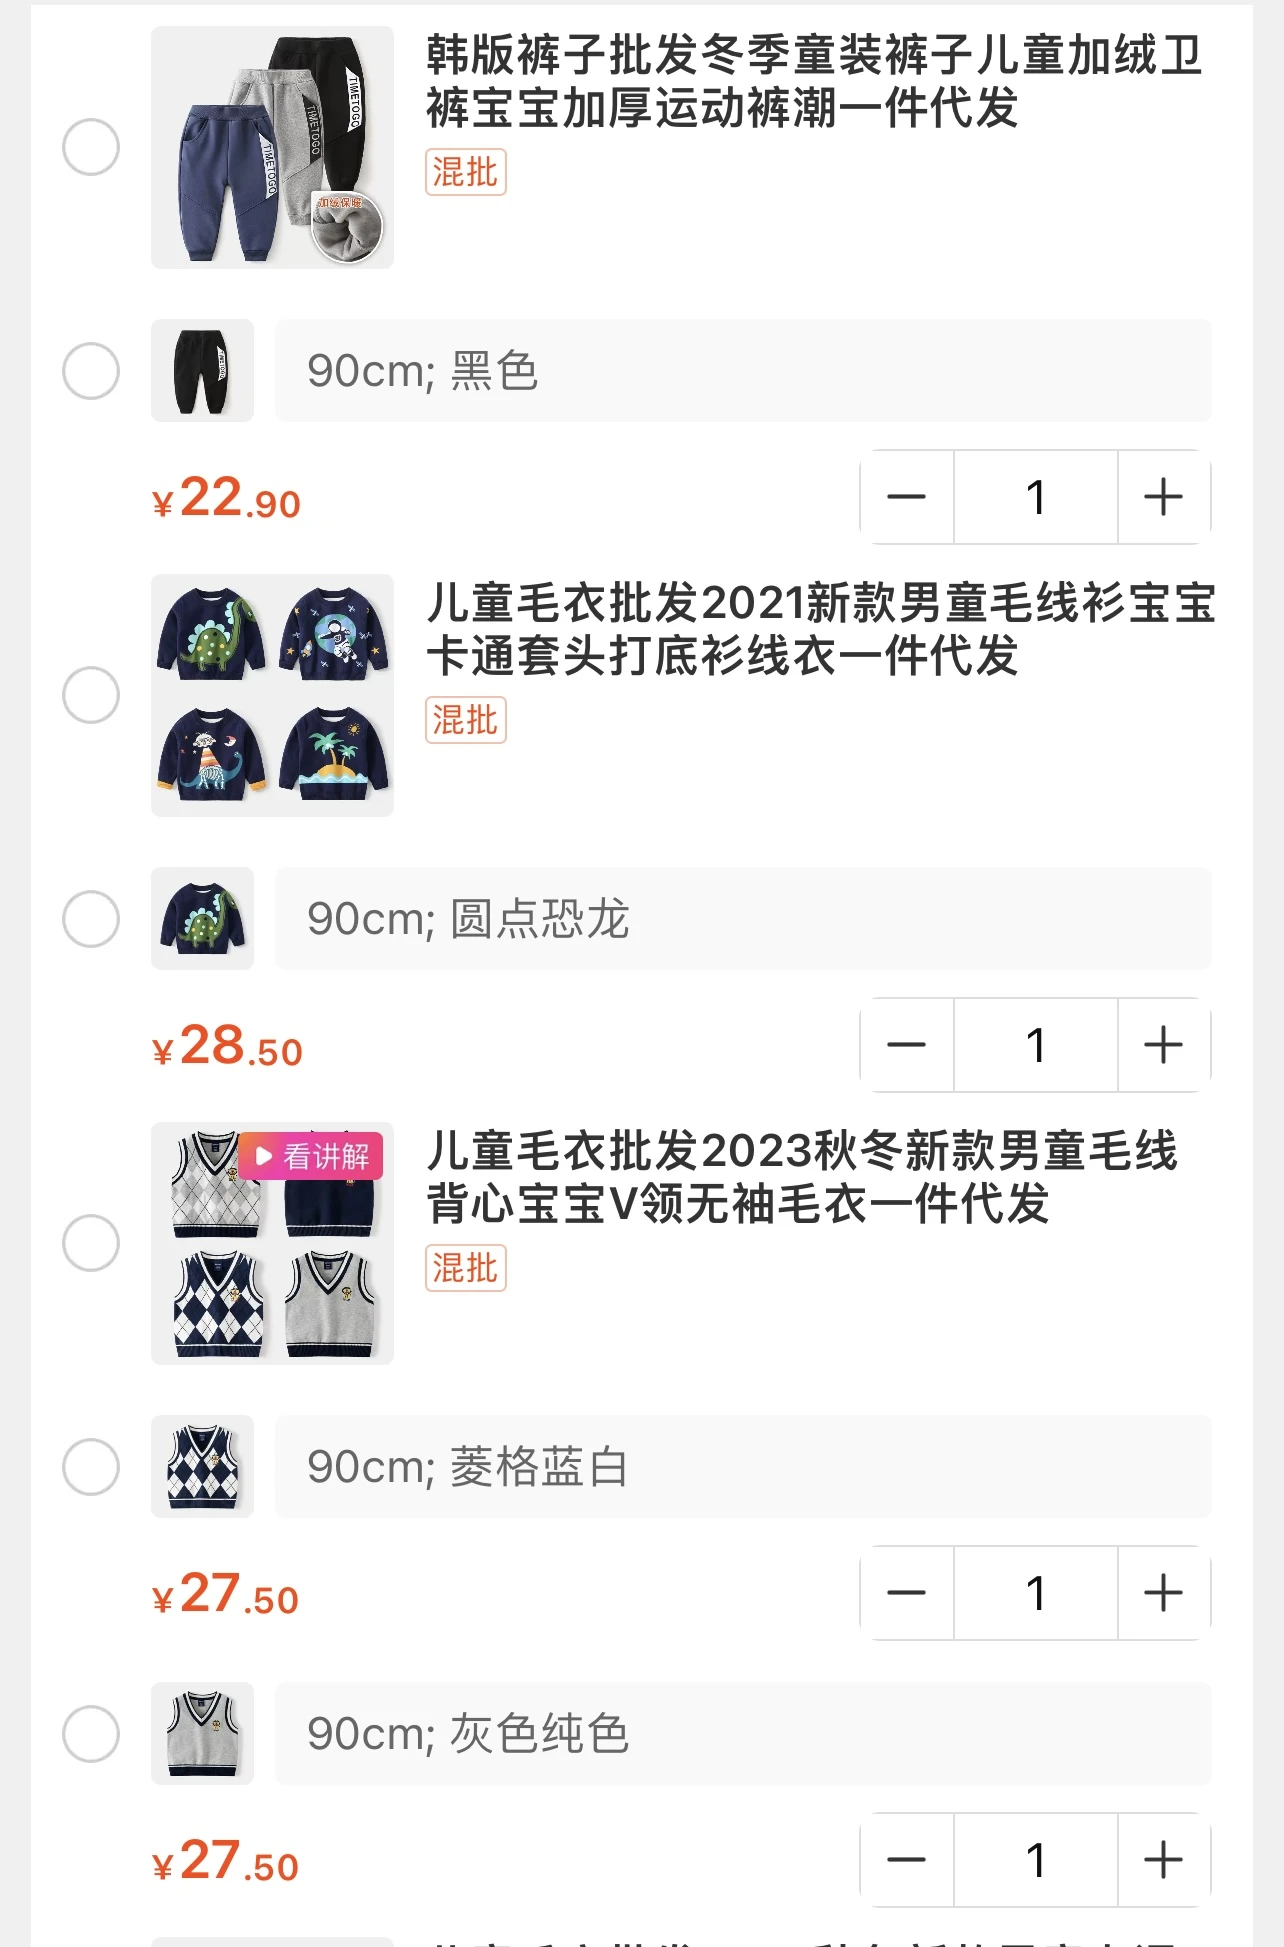 韩版裤子批发冬季童装裤子儿童加绒卫
裤宝宝加厚运动裤潮一件代发
混批
TIMETOGO
TIMETOGO
TIMETOGO
加绒保暖
90cm; 黑色
¥22.90
1
儿童毛衣批发2021新款男童毛线衫宝宝
卡通套头打底衫线衣一件代发
混批
90cm; 圆点恐龙
¥28.50
1
看讲解
儿童毛衣批发2023秋冬新款男童毛线
背心宝宝V领无袖毛衣一件代发
混批
90cm; 菱格蓝白
¥27.50
1
90cm; 灰色纯色
¥27.50
1